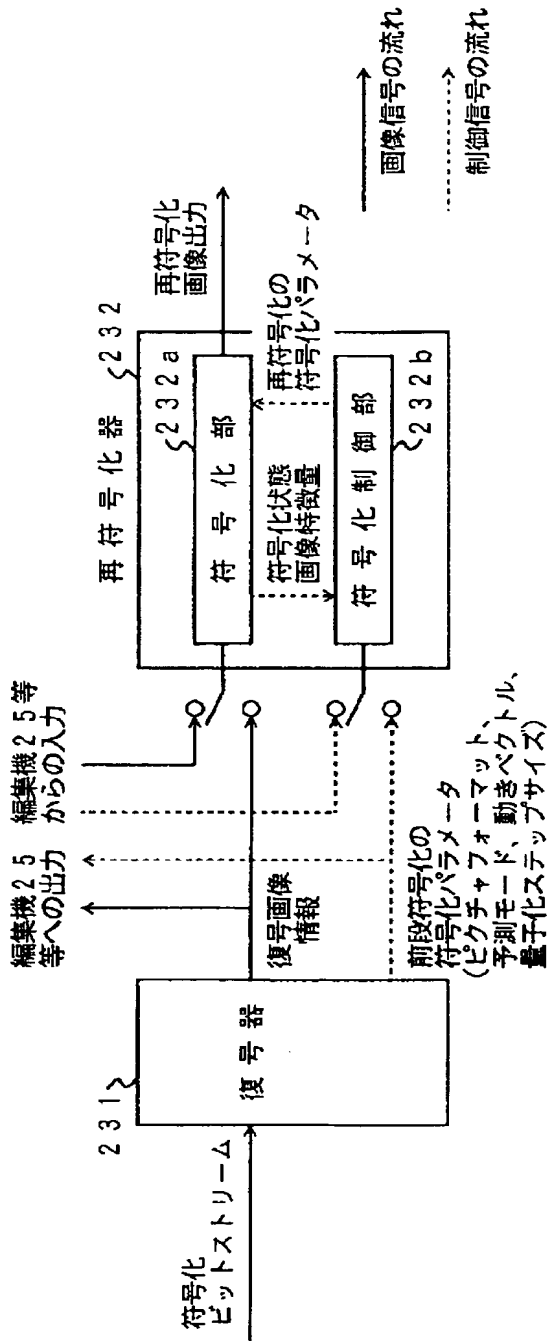 符号化
ビットストリーム
231
復号器
編集機25
等への出力
編集機25等
からの入力
復号画像
情報
前段符号化の
符号化パラメータ
(ピクチャフォーマット、
予測モード、動きベクトル、
量子化ステップサイズ)
再符号化器
232
232a
符号化部
符号化状態
画像特徴量
再符号化の
符号化パラメータ
符号化制御部
232b
再符号化
画像出力
画像信号の流れ
制御信号の流れ